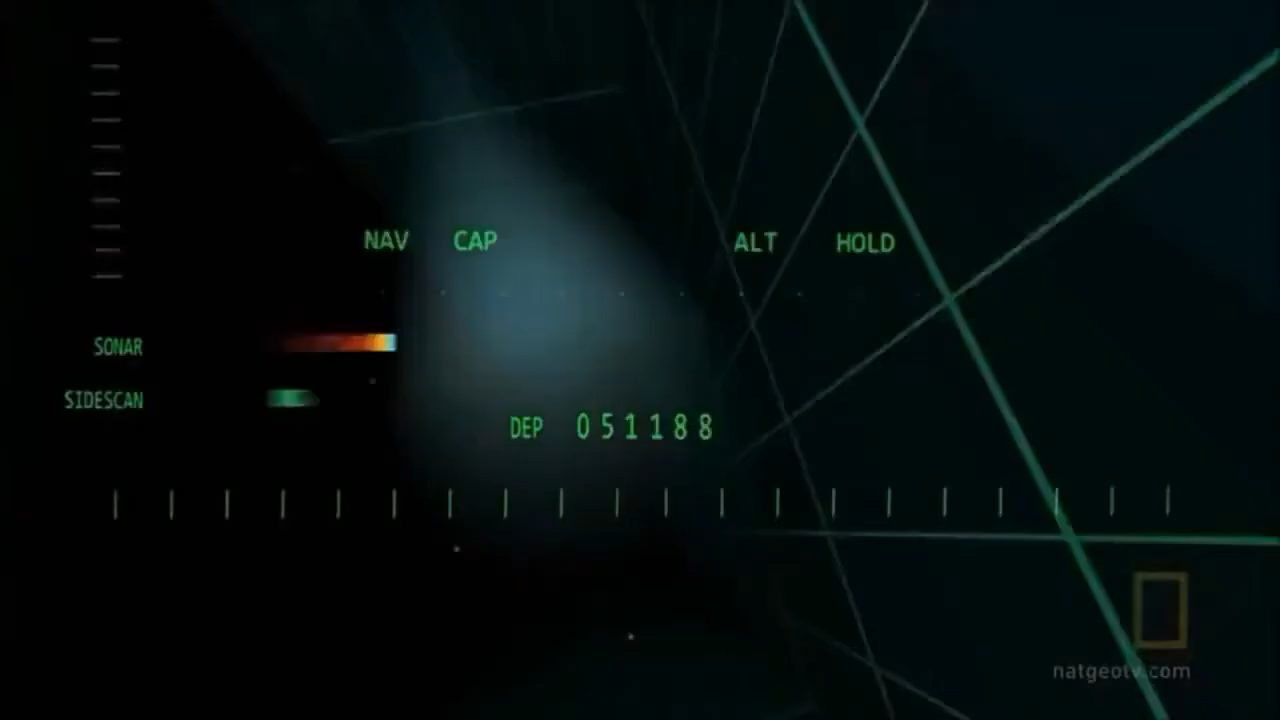 NAV CAP ALT HOLD
SONAR
SIDESCAN
DEP 051188
natgeotv.com